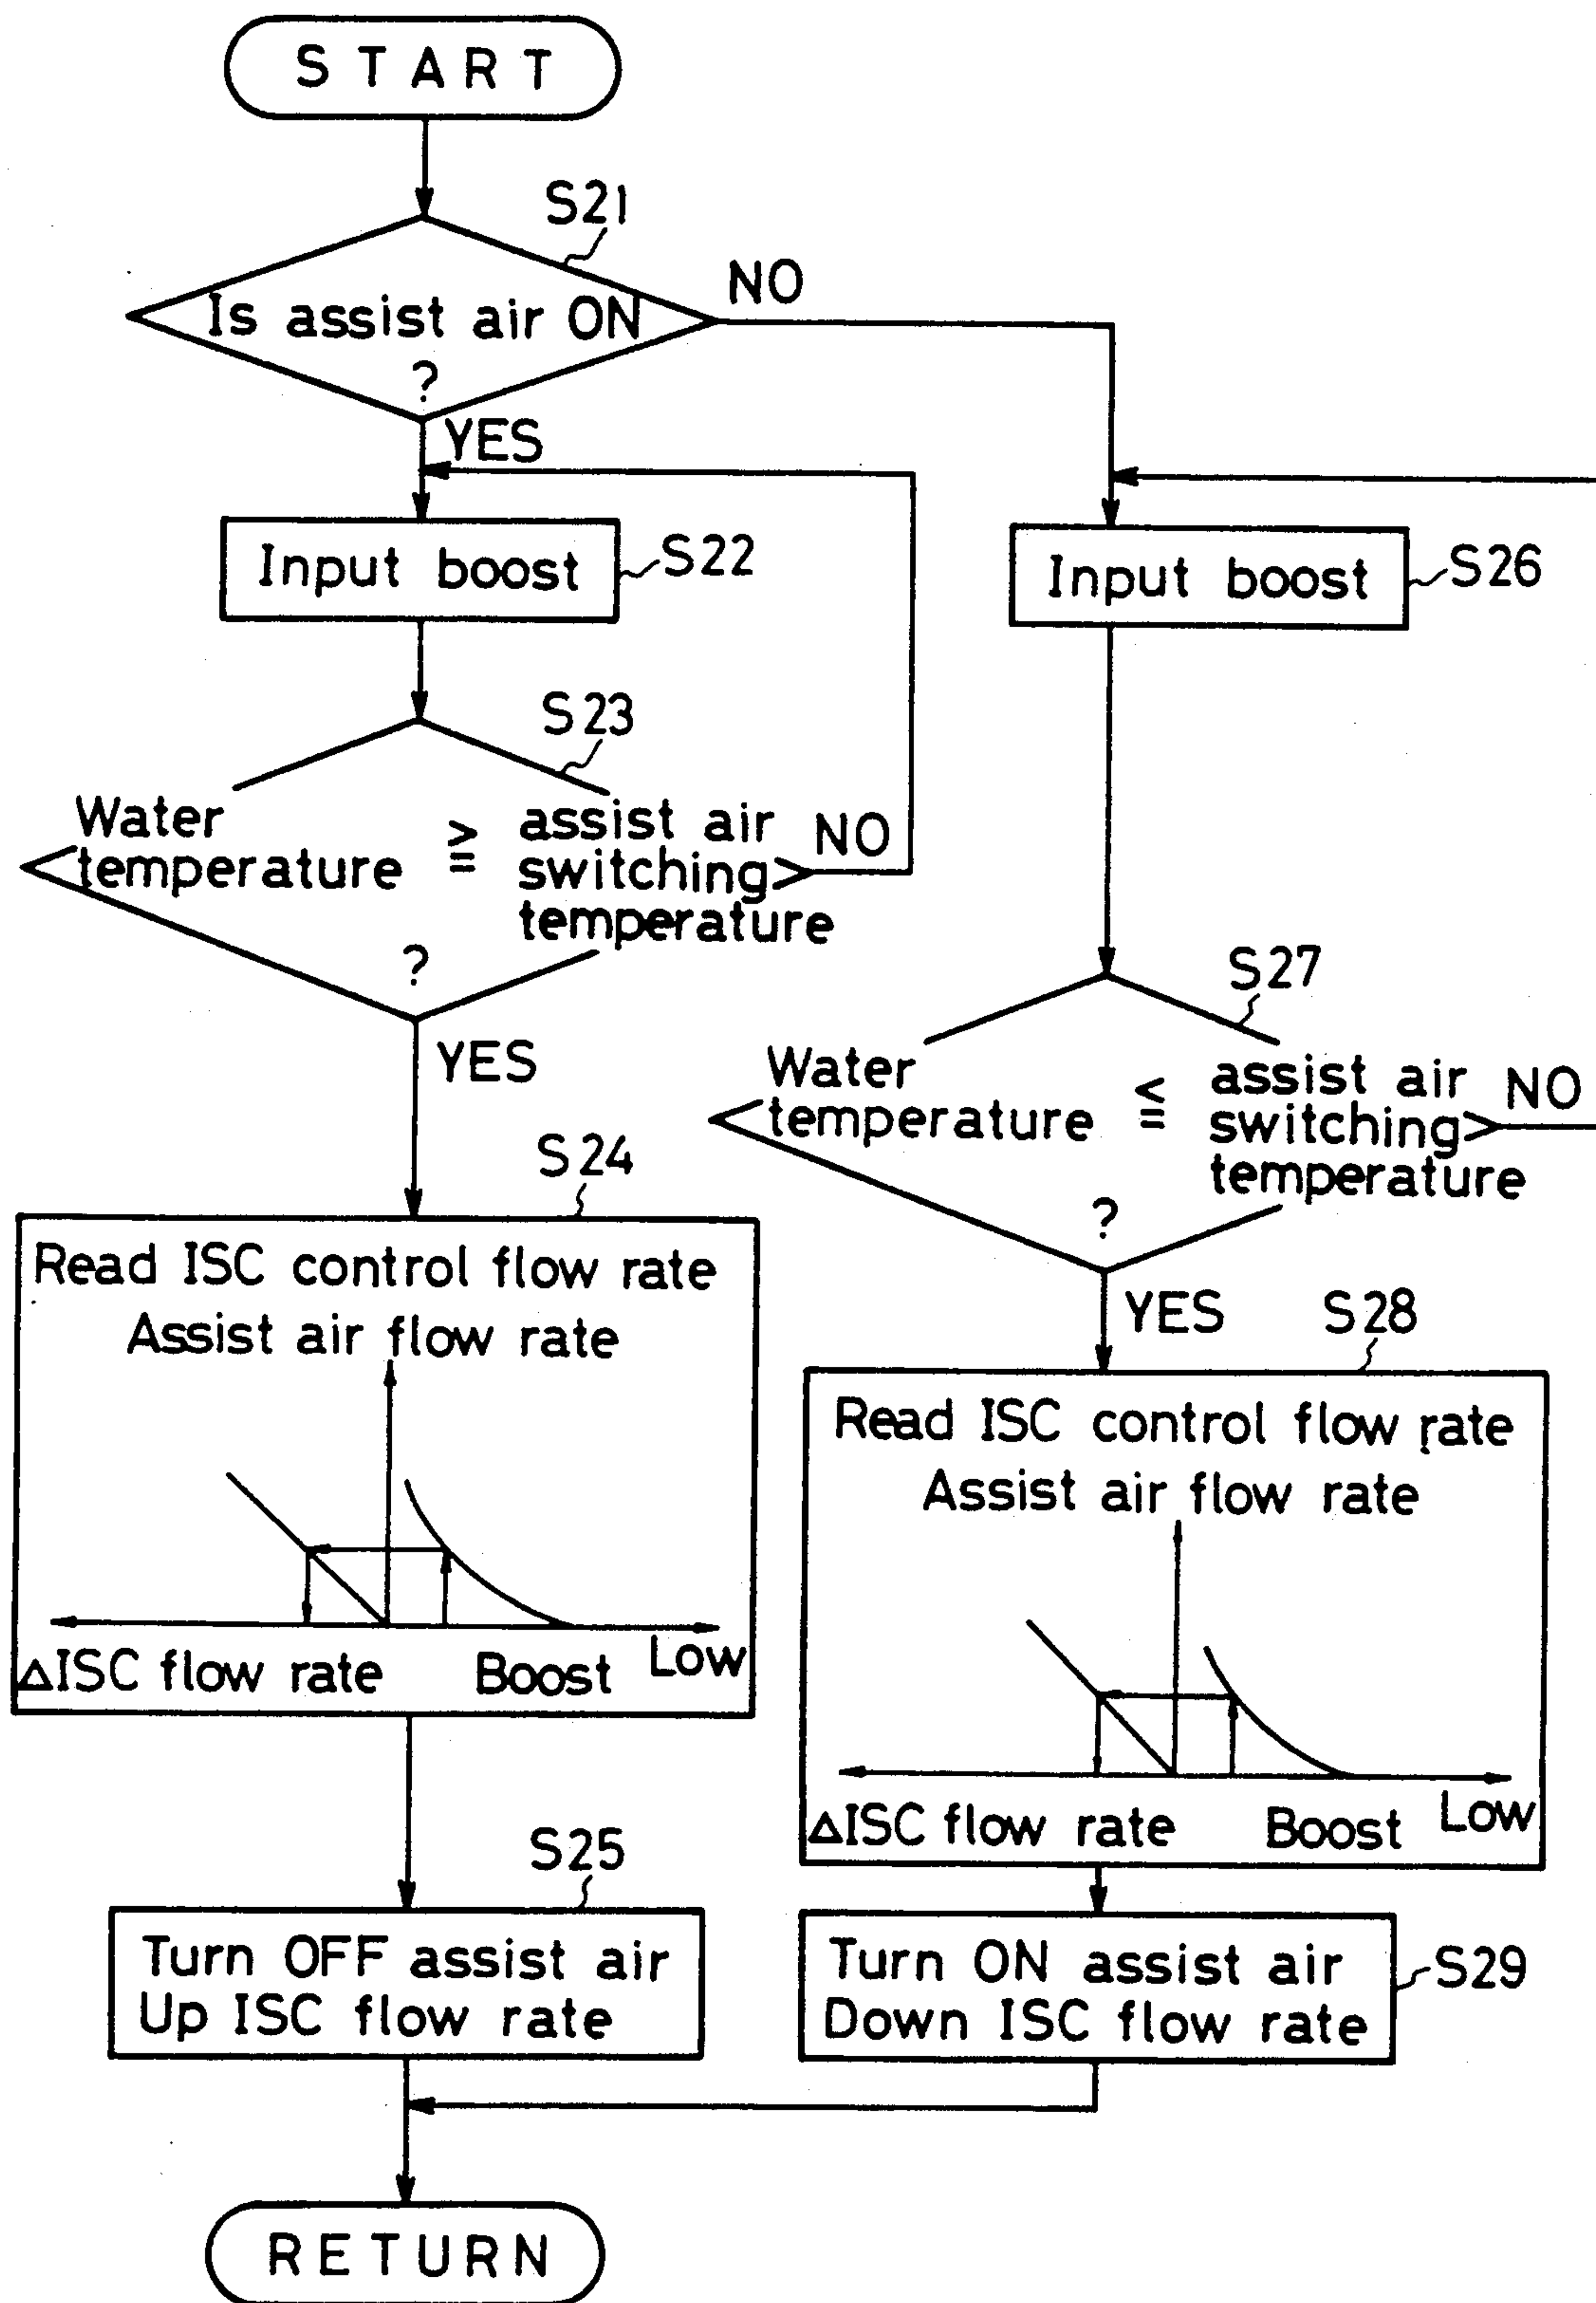 START
S21
Is assist air ON
?
NO
YES
Input boost
S22
S23
Water
temperature
≧
assist air
switching
temperature
?
NO
YES
S24
Read ISC control flow rate
Assist air flow rate
ΔISC flow rate
Boost
Low
S25
Turn OFF assist air
Up ISC flow rate
Input boost
S26
S27
Water
temperature
≦
assist air
switching
temperature
?
NO
YES
S28
Read ISC control flow rate
Assist air flow rate
ΔISC flow rate
Boost
Low
Turn ON assist air
Down ISC flow rate
S29
RETURN